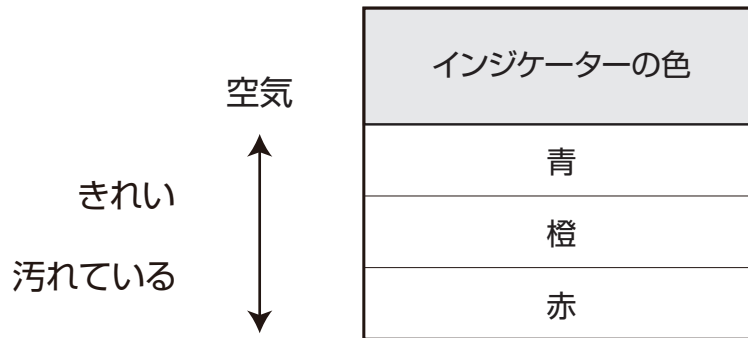 空気
きれい
汚れている
インジケーターの色
青
橙
赤